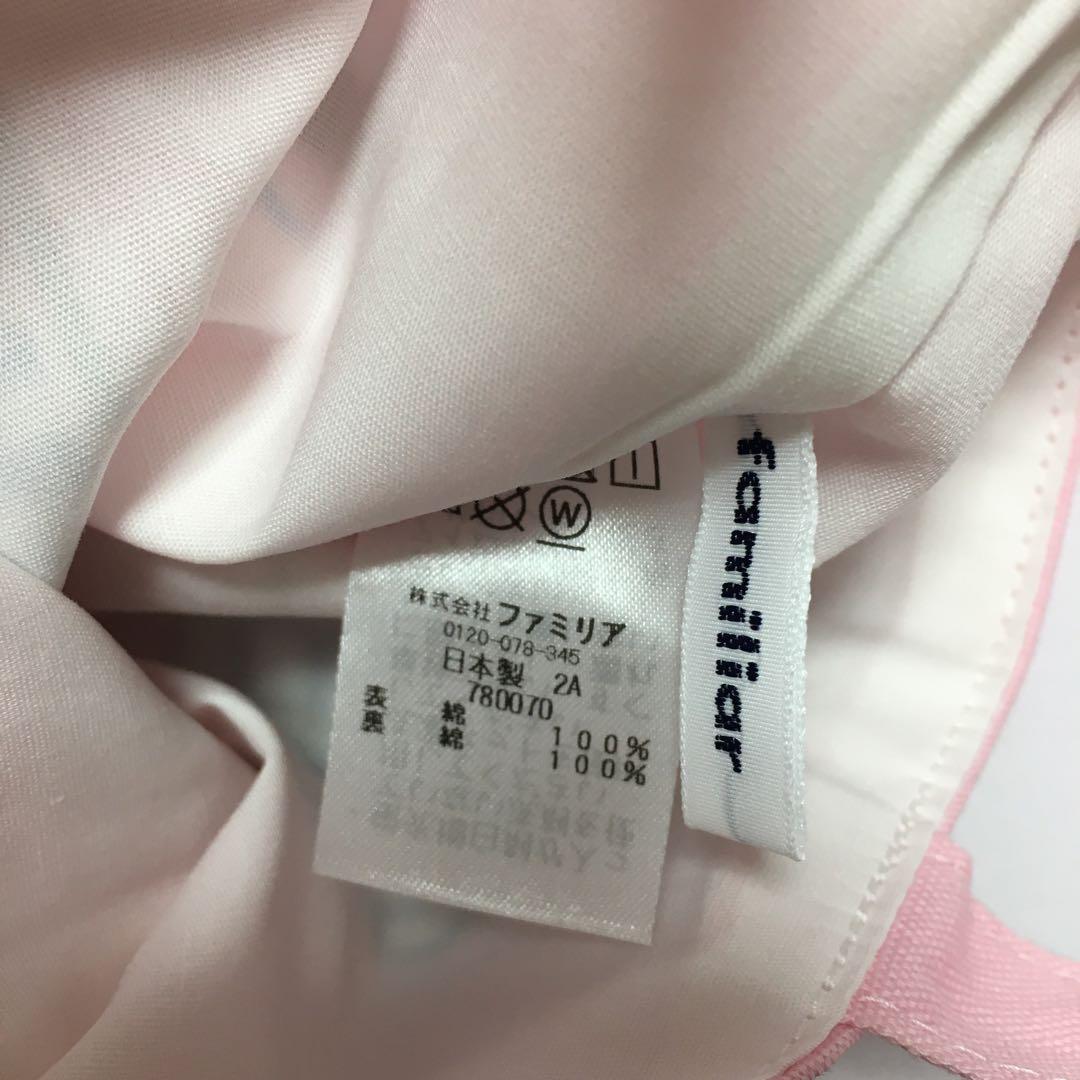 W
株式会社 ファミリア
0120-078-345
日本製 2A
780070
表 綿 100%
裏 綿 100%
familiar